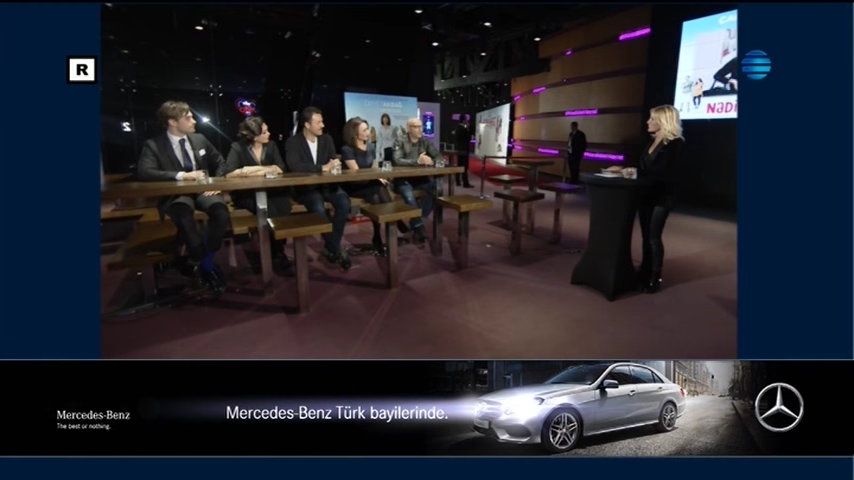 R
NADİ
Mercedes-Benz
The best or nothing.
Mercedes-Benz Türk bayilerinde.